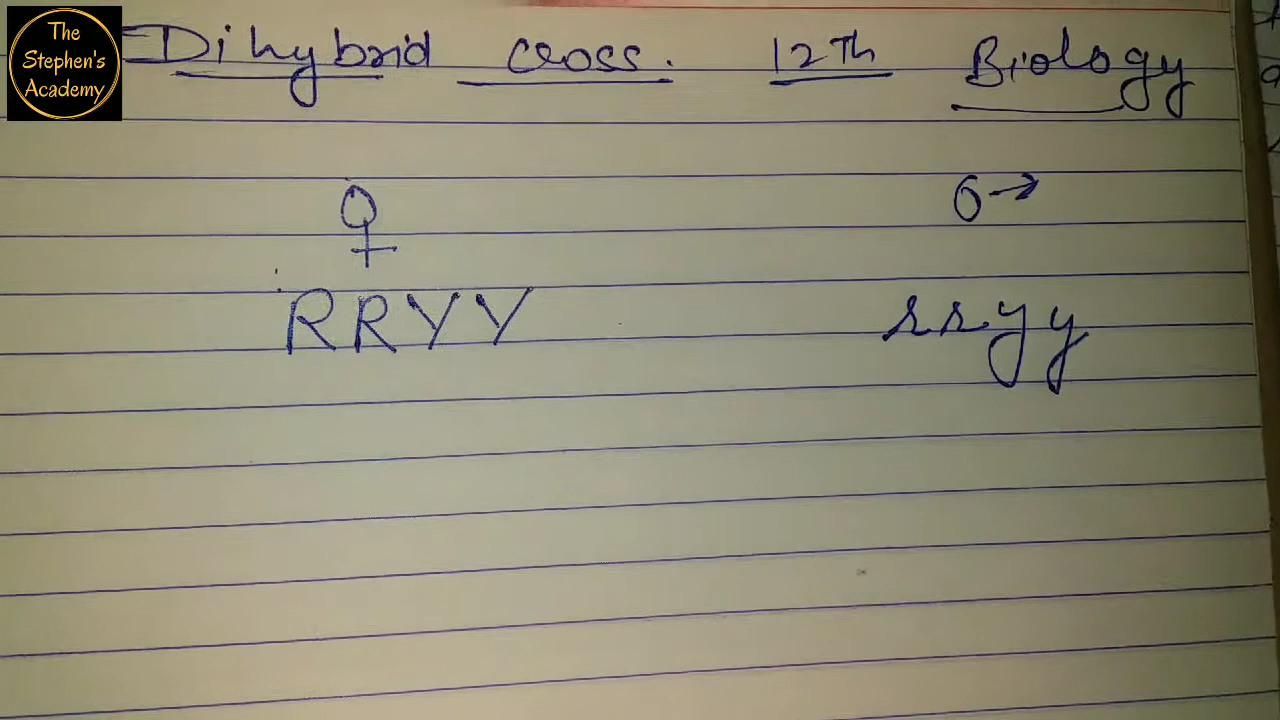 The
Stephen's
Academy
Dihybrid cross. 12Th Biology
♀ ♂
RRYY rryy